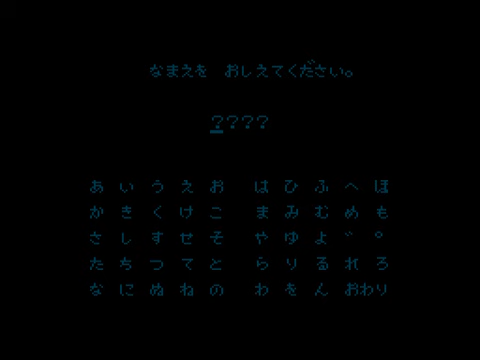 なまえを おしえてください。
????
あ い う え お は ひ ふ へ ほ
か き く け こ ま み む め も
さ し す せ そ や ゆ よ ゛ ゜
た ち つ て と ら り る れ ろ
な に ぬ ね の わ を ん おわり